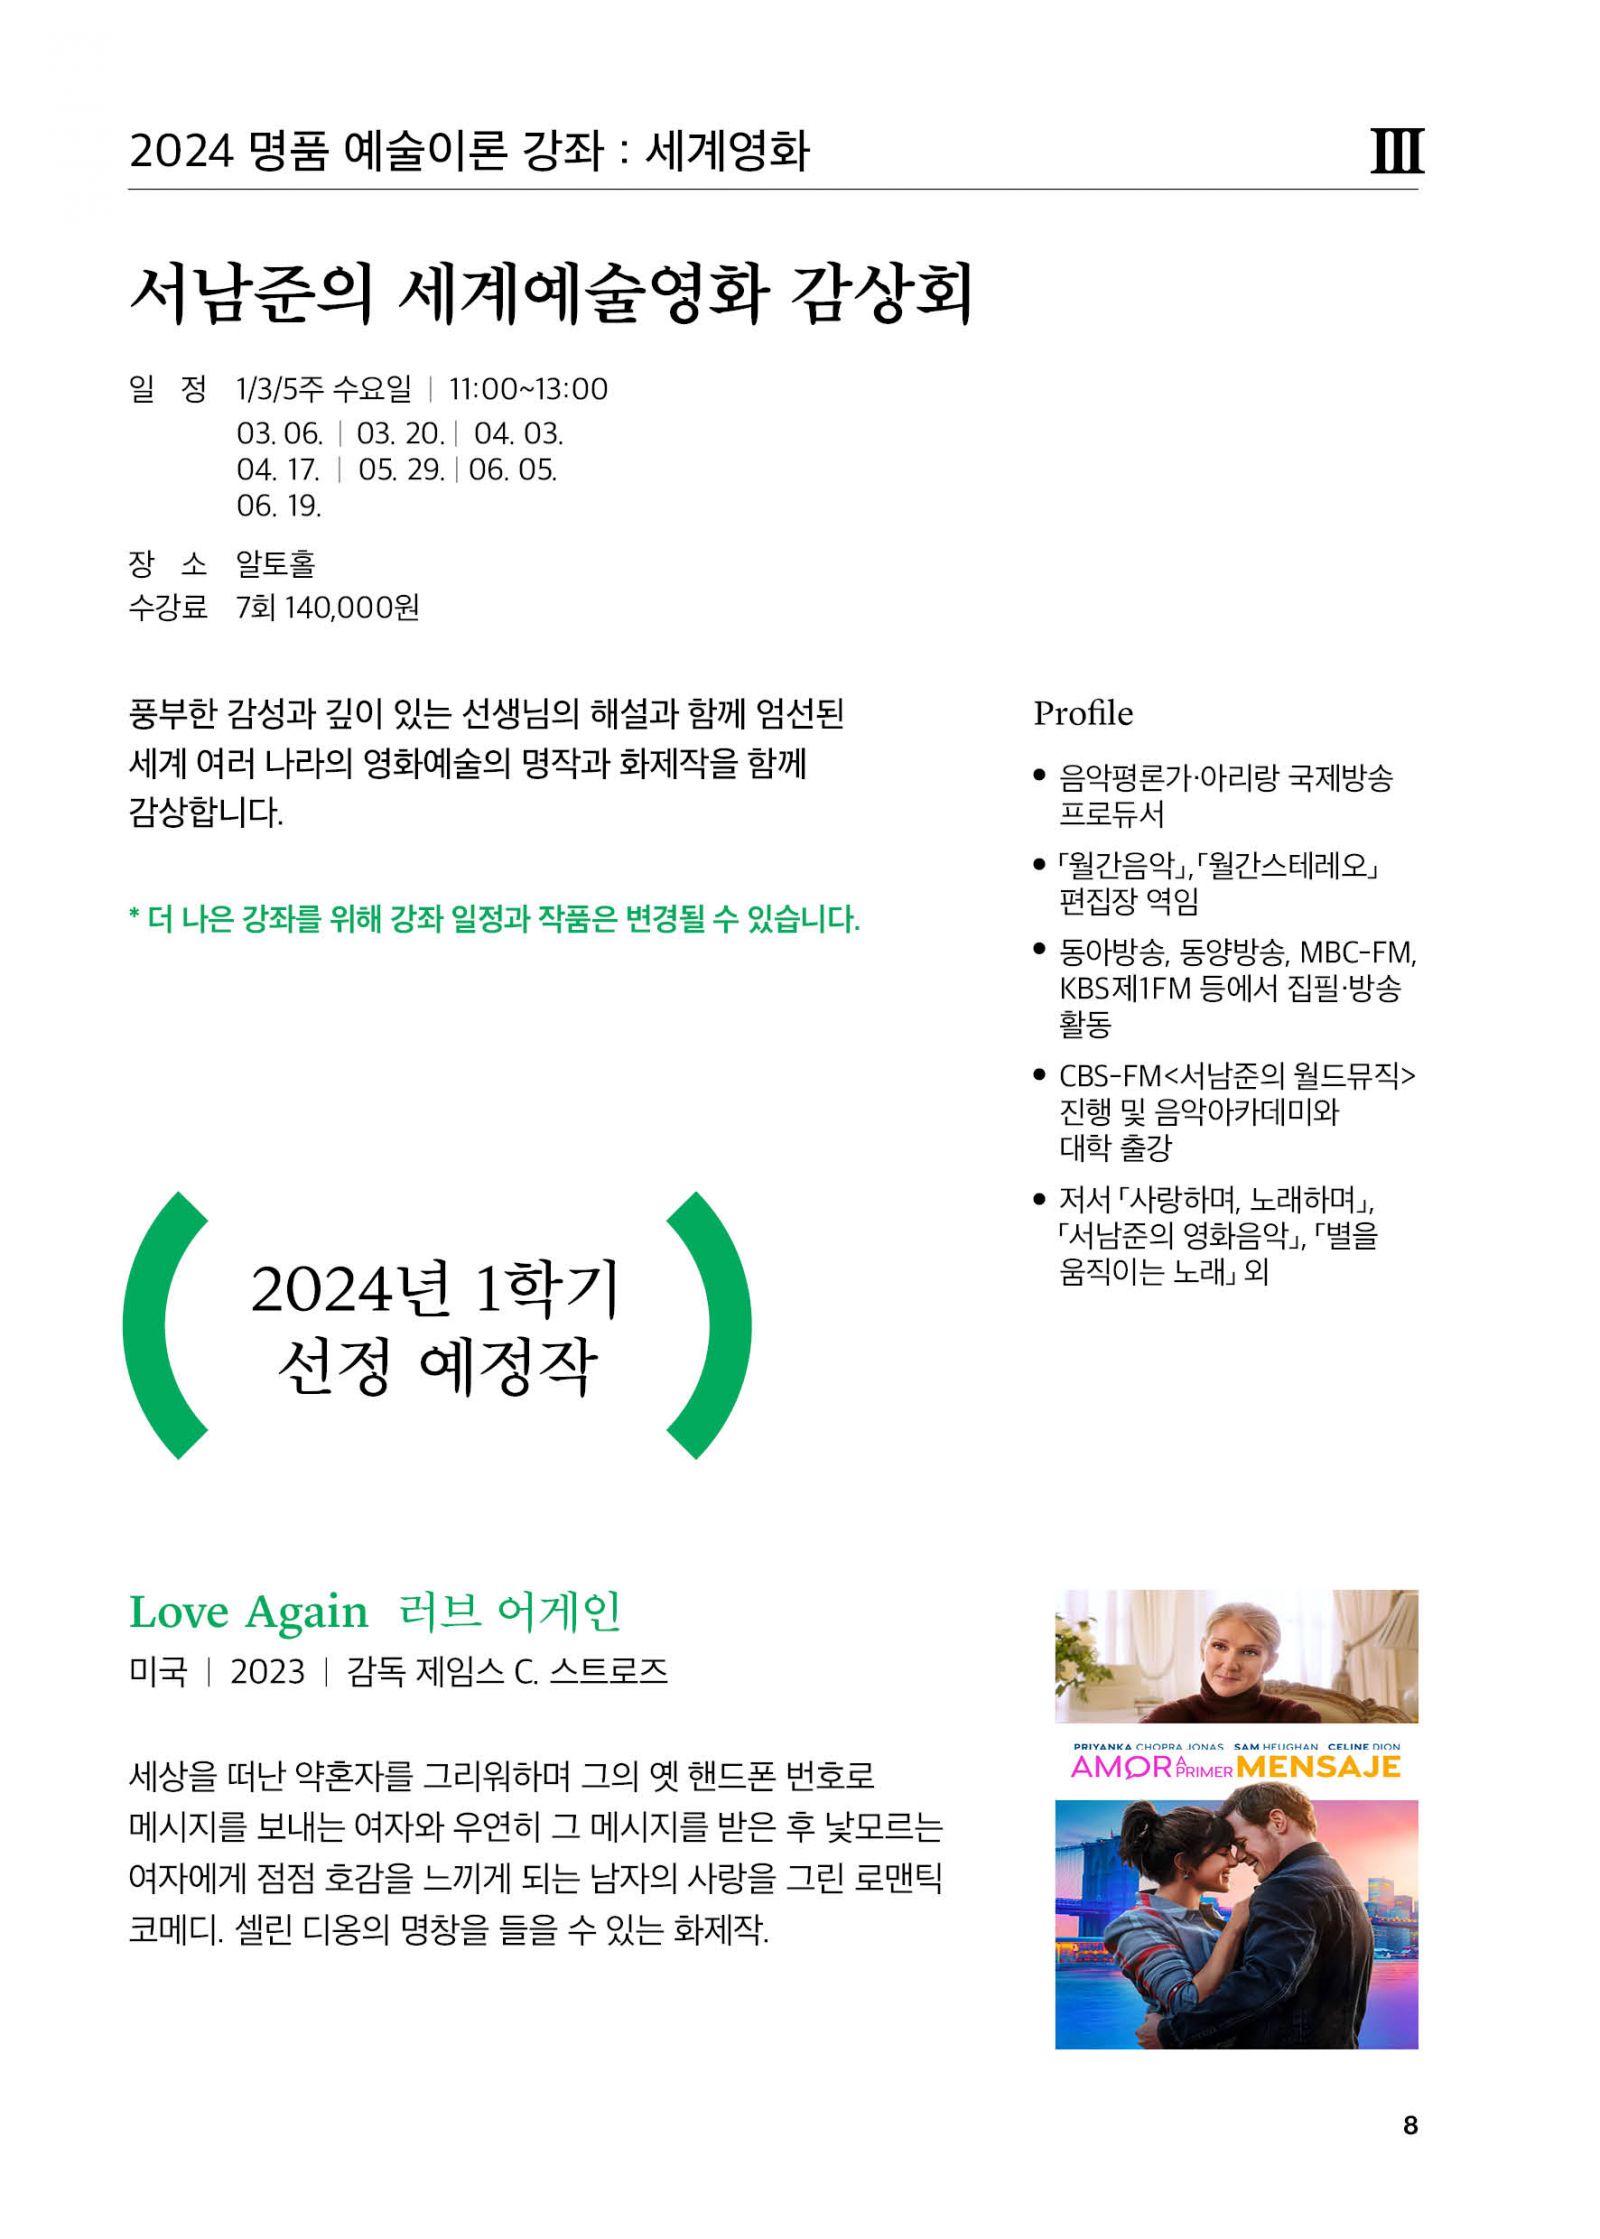 2024 명품 예술이론 강좌 : 세계영화
III
서남준의 세계예술영화 감상회
일 정 1/3/5주 수요일 | 11:00~13:00
03. 06. | 03. 20. | 04. 03.
04. 17. | 05. 29. | 06. 05.
06. 19.
장 소 알토홀
수강료 7회 140,000원
풍부한 감성과 깊이 있는 선생님의 해설과 함께 엄선된
세계 여러 나라의 영화예술의 명작과 화제작을 함께
감상합니다.
* 더 나은 강좌를 위해 강좌 일정과 작품은 변경될 수 있습니다.
Profile
• 음악평론가·아리랑 국제방송
프로듀서
• 「월간음악」, 「월간스테레오」
편집장 역임
• 동아방송, 동양방송, MBC-FM,
KBS제1FM 등에서 집필·방송
활동
• CBS-FM<서남준의 월드뮤직>
진행 및 음악아카데미와
대학 출강
• 저서 「사랑하며, 노래하며」,
「서남준의 영화음악」, 「별을
움직이는 노래」 외
2024년 1학기
선정 예정작
Love Again 러브 어게인
미국 | 2023 | 감독 제임스 C. 스트로즈
세상을 떠난 약혼자를 그리워하며 그의 옛 핸드폰 번호로
메시지를 보내는 여자와 우연히 그 메시지를 받은 후 낯모르는
여자에게 점점 호감을 느끼게 되는 남자의 사랑을 그린 로맨틱
코메디. 셀린 디옹의 명창을 들을 수 있는 화제작.
PRIYANKA CHOPRA JONAS SAM HEUGHAN CELINE DION
AMOR A PRIMER MENSAJE
8